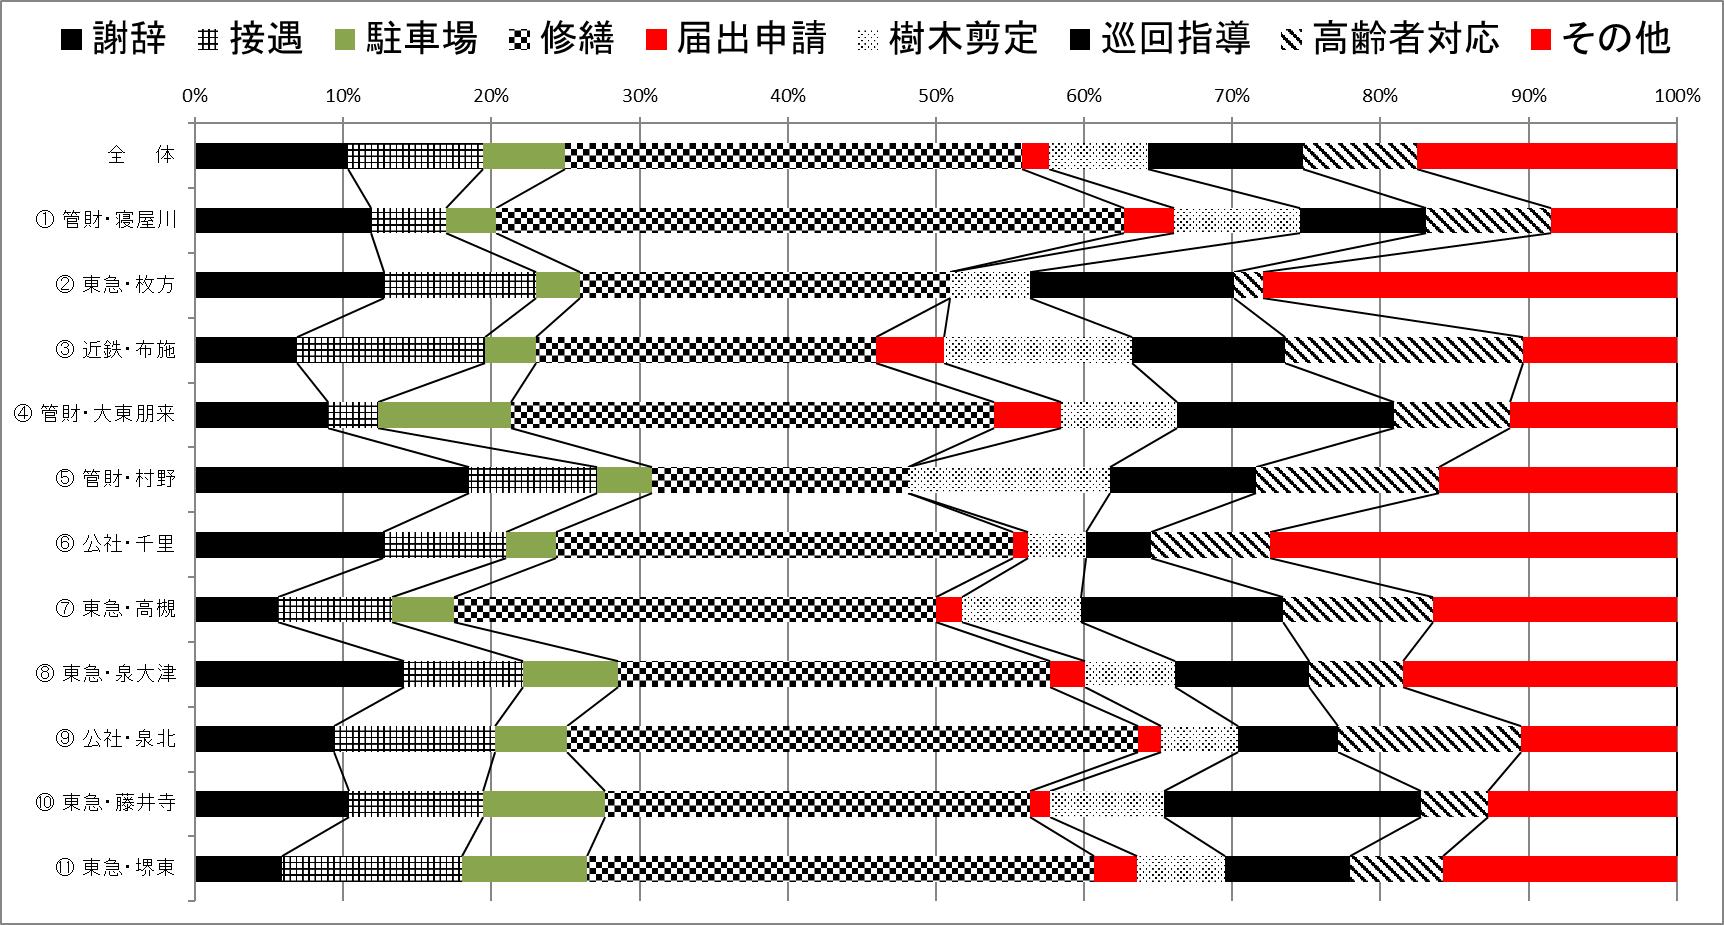 謝辞 接遇 駐車場 修繕 届出申請 樹木剪定 巡回指導 高齢者対応 その他
0% 10% 20% 30% 40% 50% 60% 70% 80% 90% 100%
全 体
① 管財・寝屋川
② 東急・枚方
③ 近鉄・布施
④ 管財・大東朋来
⑤ 管財・村野
⑥ 公社・千里
⑦ 東急・高槻
⑧ 東急・泉大津
⑨ 公社・泉北
⑩ 東急・藤井寺
⑪ 東急・堺東